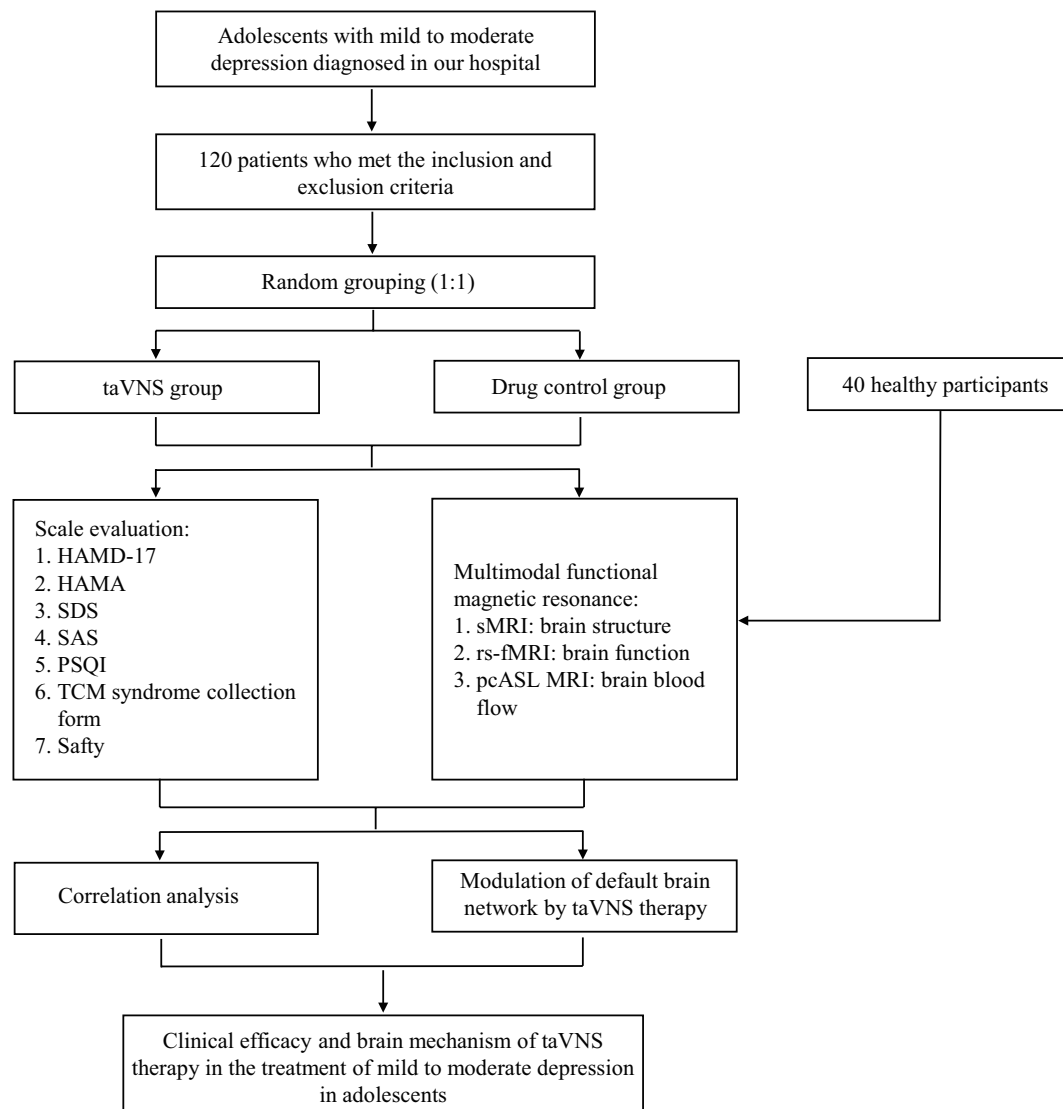 Adolescents with mild to moderate
depression diagnosed in our hospital
120 patients who met the inclusion and
exclusion criteria
Random grouping (1:1)
taVNS group
Drug control group
40 healthy participants
Scale evaluation:
1. HAMD-17
2. HAMA
3. SDS
4. SAS
5. PSQI
6. TCM syndrome collection
form
7. Safty
Multimodal functional
magnetic resonance:
1. sMRI: brain structure
2. rs-fMRI: brain function
3. pcASL MRI: brain blood
flow
Correlation analysis
Modulation of default brain
network by taVNS therapy
Clinical efficacy and brain mechanism of taVNS
therapy in the treatment of mild to moderate depression
in adolescents